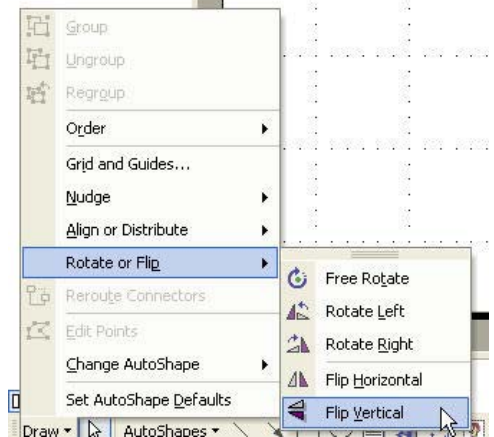 Group
Ungroup
Regroup
Order
Grid and Guides...
Nudge
Align or Distribute
Rotate or Flip
Reroute Connectors
Edit Points
Change AutoShape
Set AutoShape Defaults
Free Rotate
Rotate Left
Rotate Right
Flip Horizontal
Flip Vertical
Draw
AutoShapes